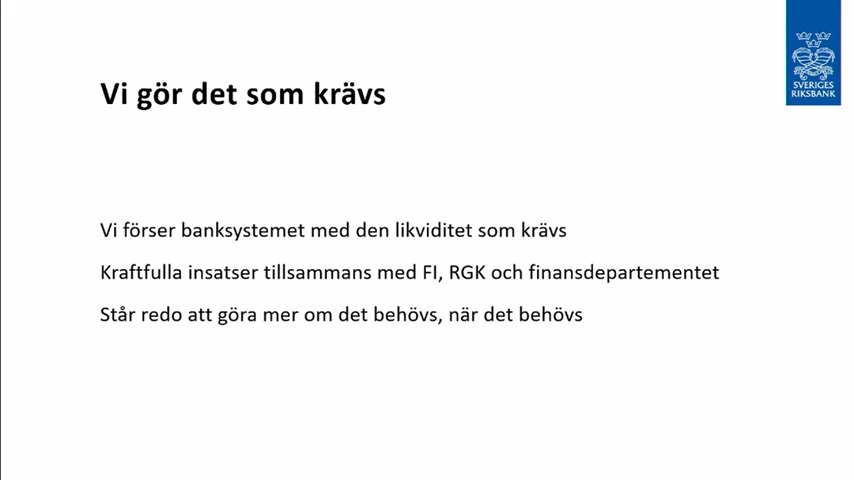 SVERIGES
RIKSBANK
Vi gör det som krävs
Vi förser banksystemet med den likviditet som krävs
Kraftfulla insatser tillsammans med FI, RGK och finansdepartementet
Står redo att göra mer om det behövs, när det behövs